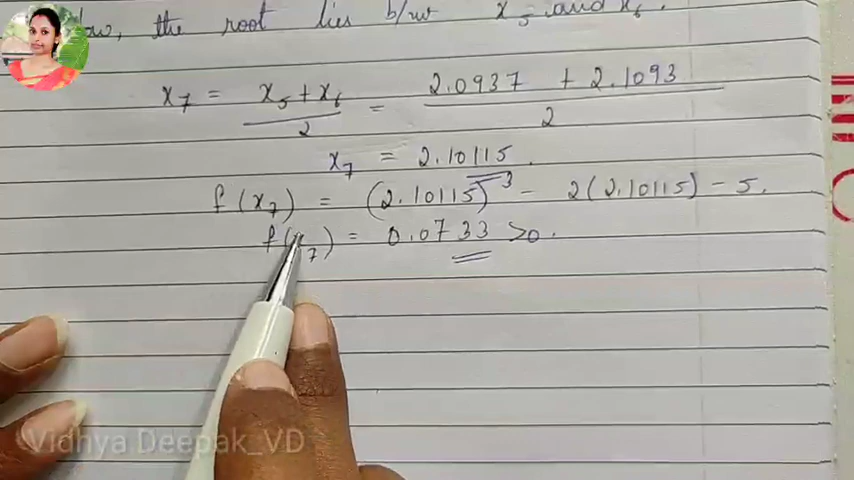 Now, the root lies b/w x₅ and x₆.
x₇ = x₅ + x₆ / 2 = 2.0937 + 2.1093 / 2
x₇ = 2.10115.
f(x₇) = (2.10115)³ - 2(2.10115) - 5.
f(x₇) = 0.0733 >0.
Vidhya Deepak_VD